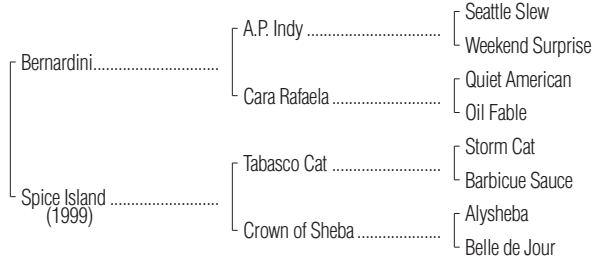 Seattle Slew
A.P. Indy ..............................
Weekend Surprise
Bernardini............................
Quiet American
Cara Rafaela ........................
Oil Fable
Storm Cat
Tabasco Cat ........................
Barbicue Sauce
Spice Island ........................
(1999)
Alysheba
Crown of Sheba ..................
Belle de Jour